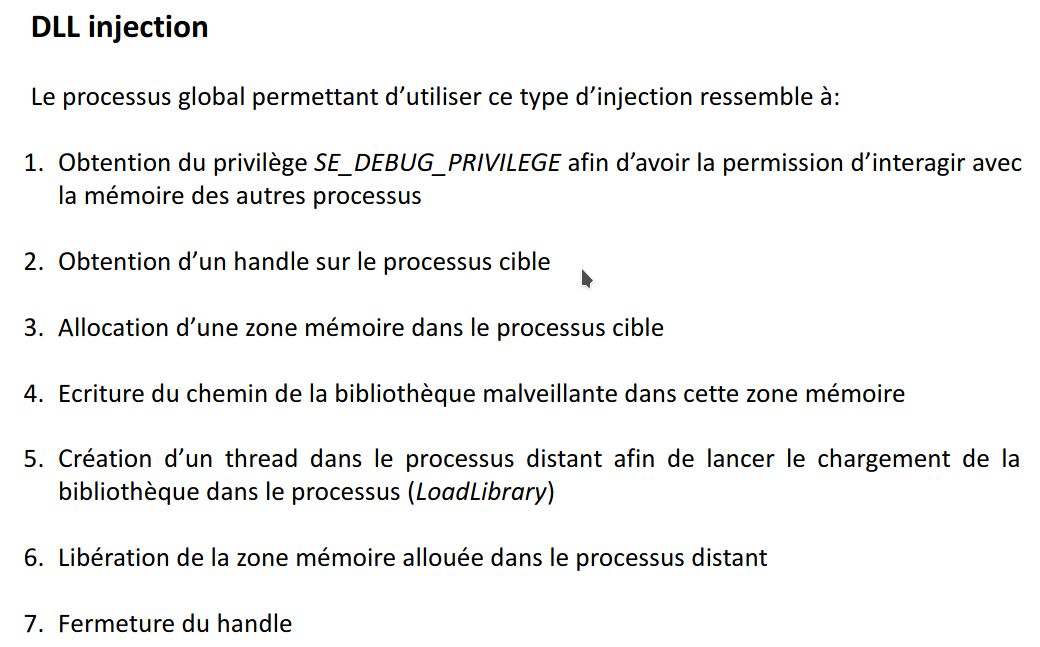 DLL injection
Le processus global permettant d’utiliser ce type d’injection ressemble à:
1. Obtention du privilège SE_DEBUG_PRIVILEGE afin d’avoir la permission d’interagir avec
la mémoire des autres processus
2. Obtention d’un handle sur le processus cible
3. Allocation d’une zone mémoire dans le processus cible
4. Ecriture du chemin de la bibliothèque malveillante dans cette zone mémoire
5. Création d’un thread dans le processus distant afin de lancer le chargement de la
bibliothèque dans le processus (LoadLibrary)
6. Libération de la zone mémoire allouée dans le processus distant
7. Fermeture du handle